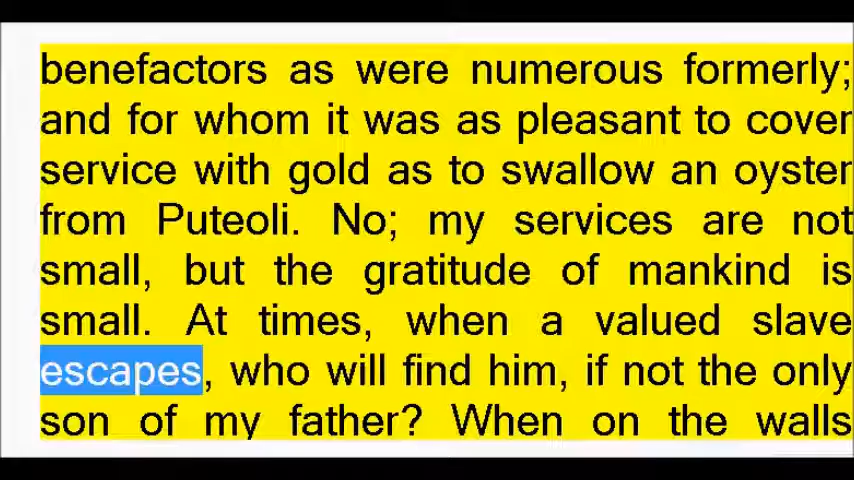 benefactors as were numerous formerly;
and for whom it was as pleasant to cover
service with gold as to swallow an oyster
from Puteoli. No; my services are not
small, but the gratitude of mankind is
small. At times, when a valued slave
escapes, who will find him, if not the only
son of my father? When on the walls